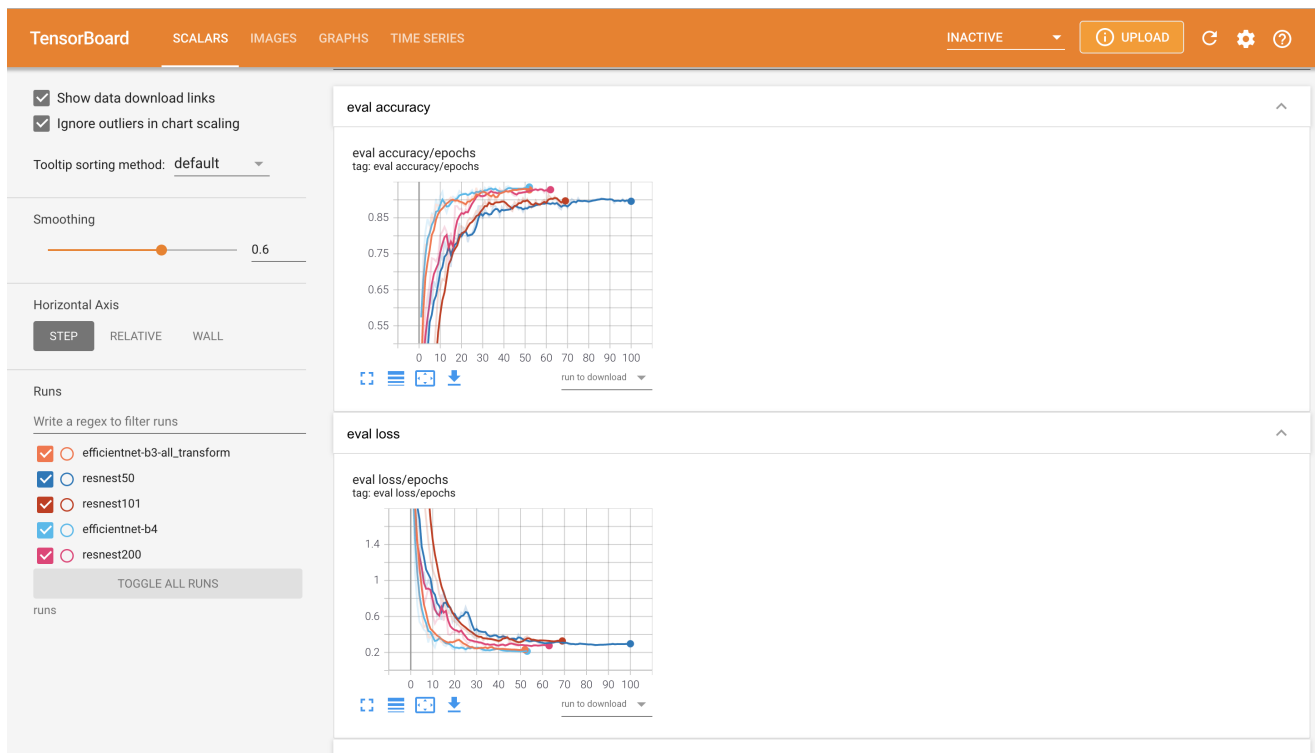 TensorBoard SCALARS IMAGES GRAPHS TIME SERIES INACTIVE UPLOAD
Show data download links
Ignore outliers in chart scaling
Tooltip sorting method: default
Smoothing
0.6
Horizontal Axis
STEP RELATIVE WALL
Runs
Write a regex to filter runs
efficientnet-b3-all_transform
resnest50
resnest101
efficientnet-b4
resnest200
TOGGLE ALL RUNS
runs
eval accuracy
eval accuracy/epochs
tag: eval accuracy/epochs
0.85
0.75
0.65
0.55
0 10 20 30 40 50 60 70 80 90 100
run to download
eval loss
eval loss/epochs
tag: eval loss/epochs
1.4
1
0.6
0.2
0 10 20 30 40 50 60 70 80 90 100
run to download